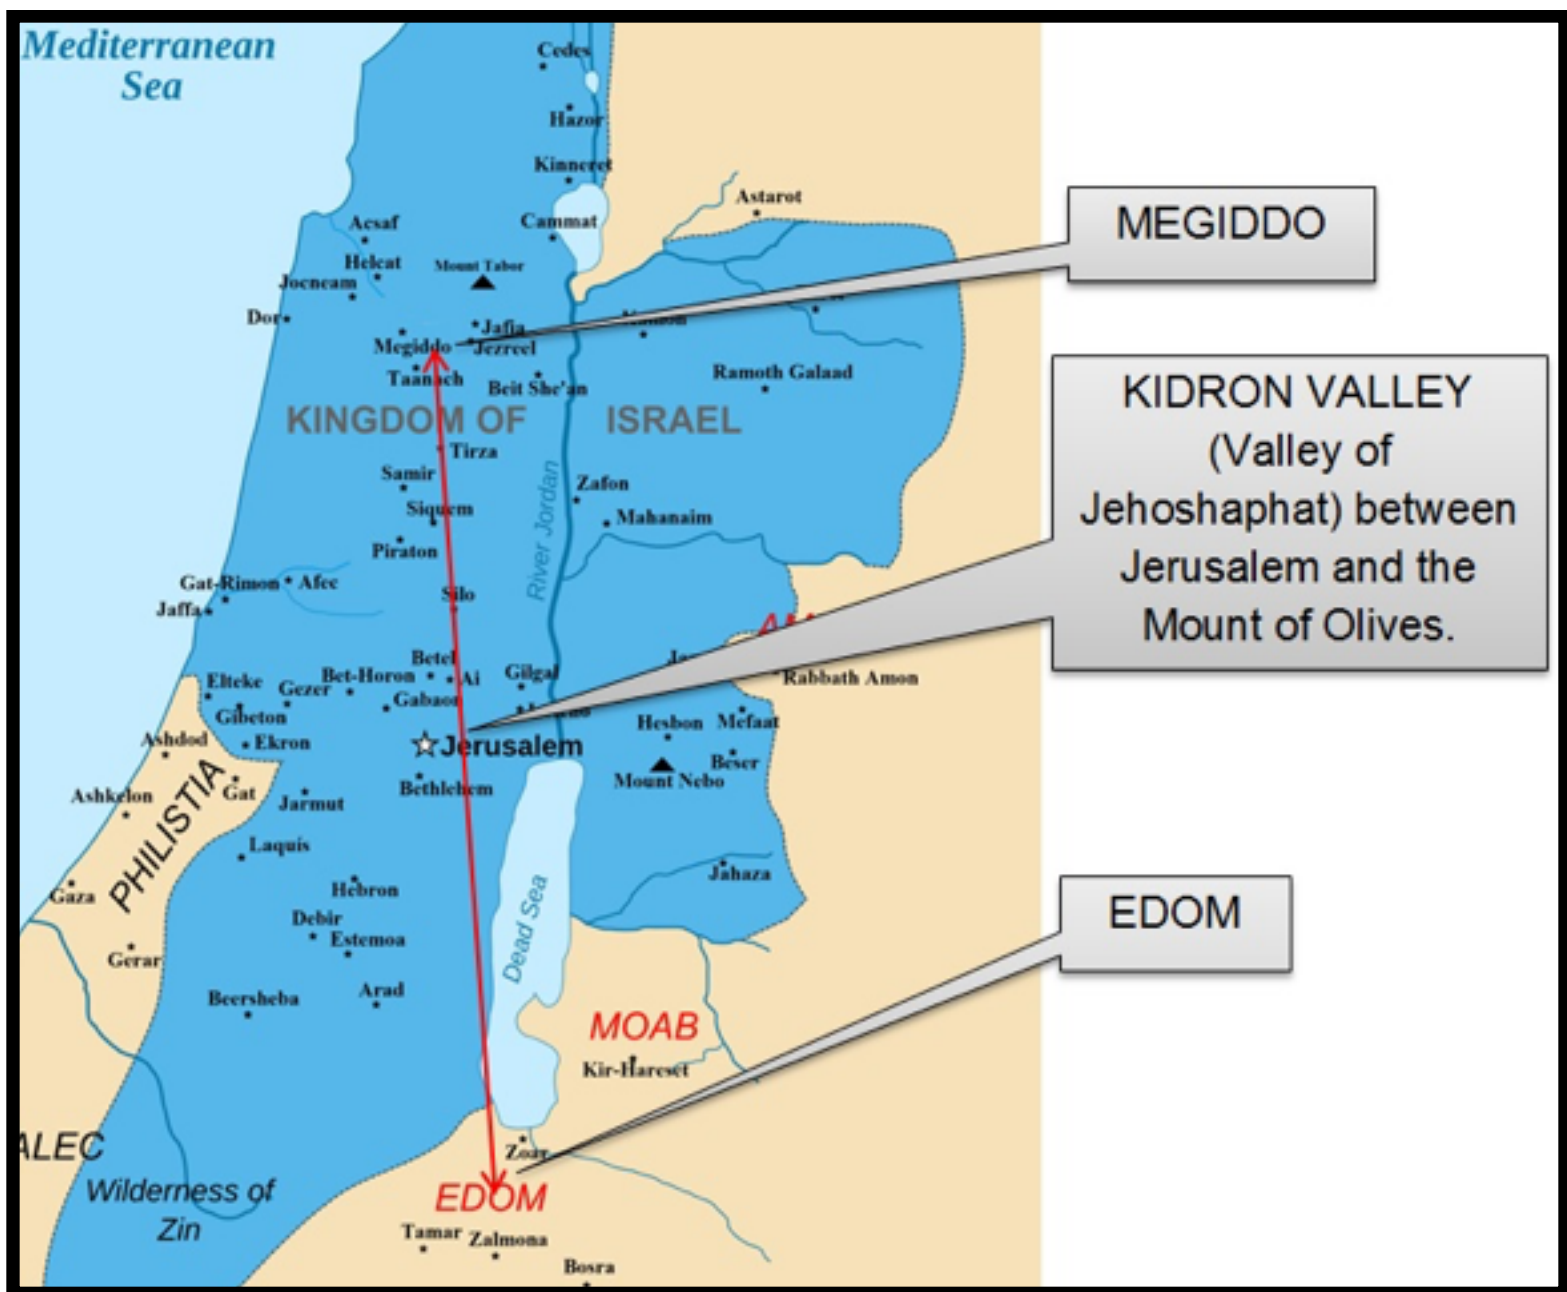 Mediterranean
Sea
Cedes
Hazor
Kinneret
Astarot
MEGIDDO
Acsaf
Cammat
Helcat
Mount Tabor
Jocneam
Dor
Jafia
Megiddo
Jezreel
Taanach
Beit She'an
Ramoth Galaad
KINGDOM OF ISRAEL
KIDRON VALLEY
(Valley of
Jehoshaphat) between
Jerusalem and the
Mount of Olives.
Tirza
Samir
Zafon
Siquem
Mahanaim
River Jordan
Piraton
Gat-Rimon
Afec
Jaffa
Silo
Betel
Ai
Gilgal
Bet-Horon
Rabbath Amon
Elteke
Gezer
Gabaon
Gibeton
Hesbon
Mefaat
Ashdod
Ekron
Jerusalem
Beser
Mount Nebo
Bethlehem
Ashkelon
Gat
Jarmut
PHILISTIA
Laquis
Jahaza
Gaza
Hebron
EDOM
Debir
Estemoa
Dead Sea
Gerar
Beersheba
Arad
MOAB
Kir-Hareset
ALEC
Zoar
Wilderness of
Zin
EDOM
Tamar
Zalmona
Bosra